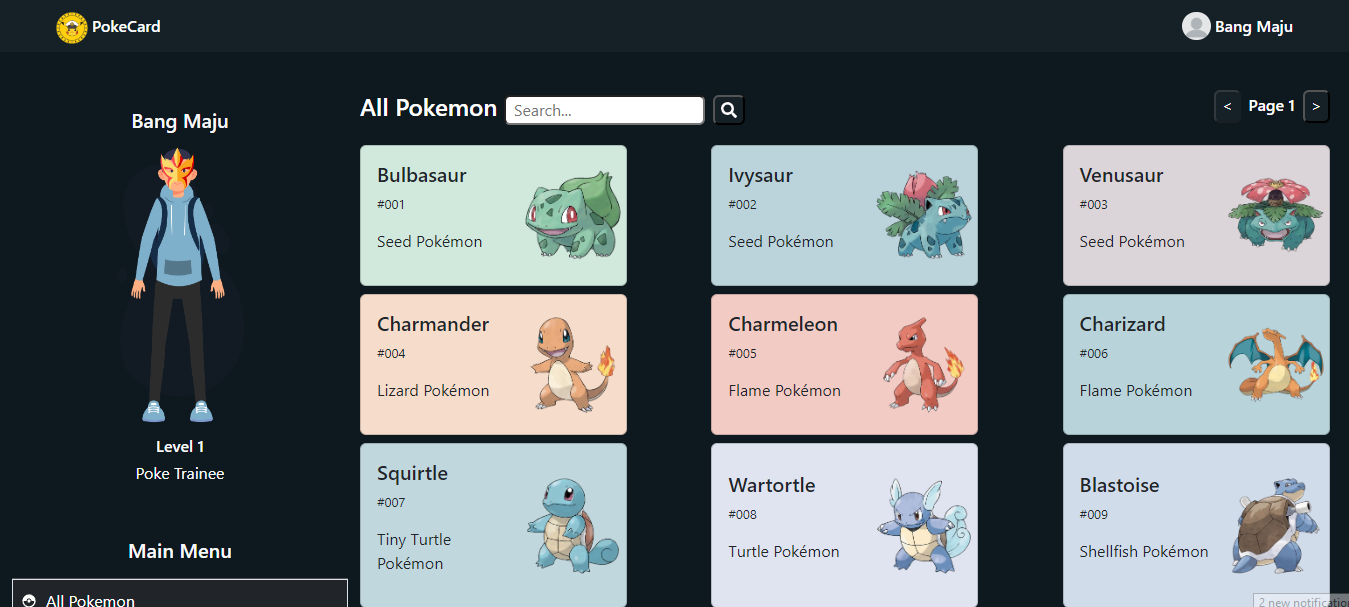 PokeCard
Bang Maju
Bang Maju
Level 1
Poke Trainee
Main Menu
All Pokemon
All Pokemon
Search...
< Page 1 >
Bulbasaur
#001
Seed Pokémon
Ivysaur
#002
Seed Pokémon
Venusaur
#003
Seed Pokémon
Charmander
#004
Lizard Pokémon
Charmeleon
#005
Flame Pokémon
Charizard
#006
Flame Pokémon
Squirtle
#007
Tiny Turtle
Pokémon
Wartortle
#008
Turtle Pokémon
Blastoise
#009
Shellfish Pokémon
2 new notificatio